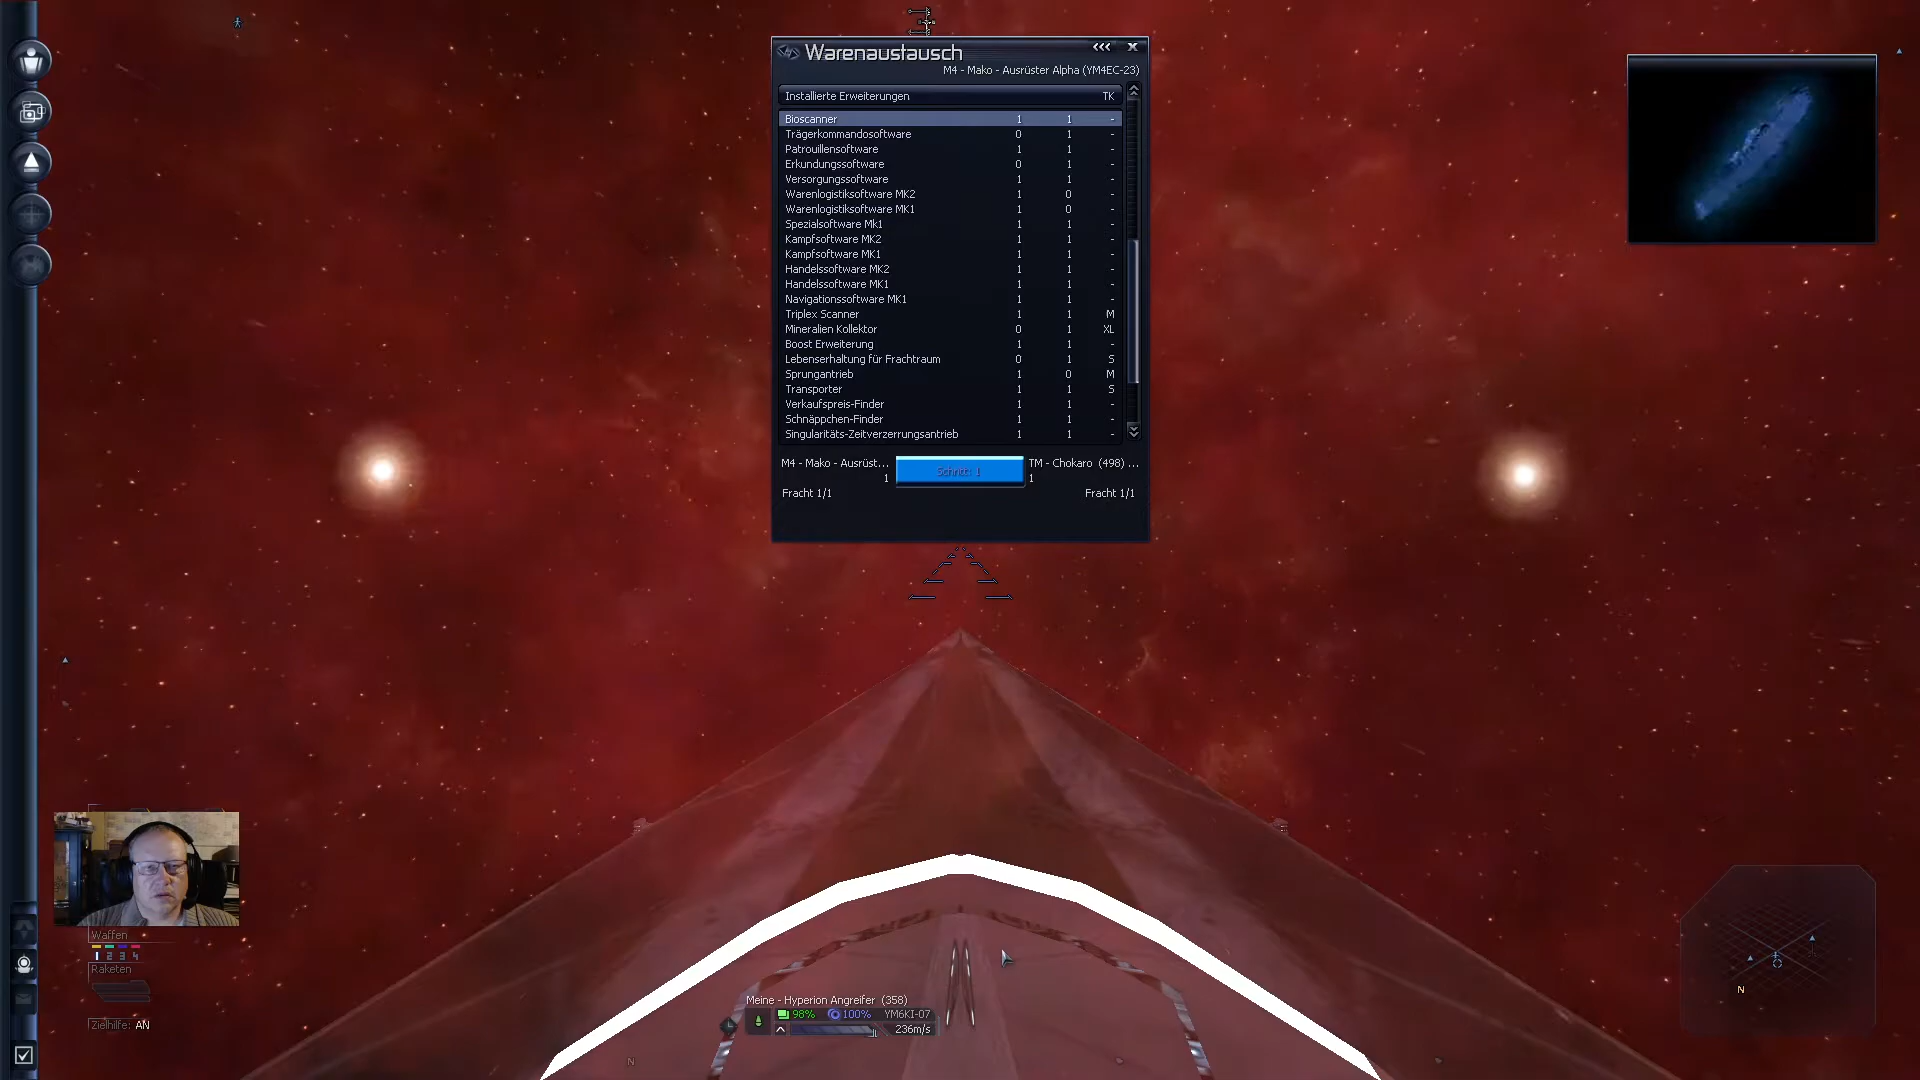 Warenaustausch
M4 - Mako - Ausrüster Alpha (YM4EC-23)
Installierte Erweiterungen TK
Bioscanner 1 1 -
Trägerkommandosoftware 0 1 -
Patrouillensoftware 1 1 -
Erkundungssoftware 0 1 -
Versorgungssoftware 1 1 -
Warenlogistiksoftware MK2 1 0 -
Warenlogistiksoftware MK1 1 0 -
Spezialsoftware Mk1 1 1 -
Kampfsoftware MK2 1 1 -
Kampfsoftware MK1 1 1 -
Handelssoftware MK2 1 1 -
Handelssoftware MK1 1 1 -
Navigationssoftware MK1 1 1 -
Triplex Scanner 1 1 M
Mineralien Kollektor 0 1 XL
Boost Erweiterung 1 1 -
Lebenserhaltung für Frachtraum 0 1 S
Sprungantrieb 1 0 M
Transporter 1 1 S
Verkaufspreis-Finder 1 1 -
Schnäppchen-Finder 1 1 -
Singularitäts-Zeitverzerrungsantrieb 1 1 -
M4 - Mako - Ausrüst... Schritt: 1 TM - Chokaro (498) ...
1 1
Fracht 1/1 Fracht 1/1
Waffen
1 2 3 4
Raketen
Zielhilfe: AN
Meine - Hyperion Angreifer (358)
98% 100% YM6KI-07
236m/s
N
N